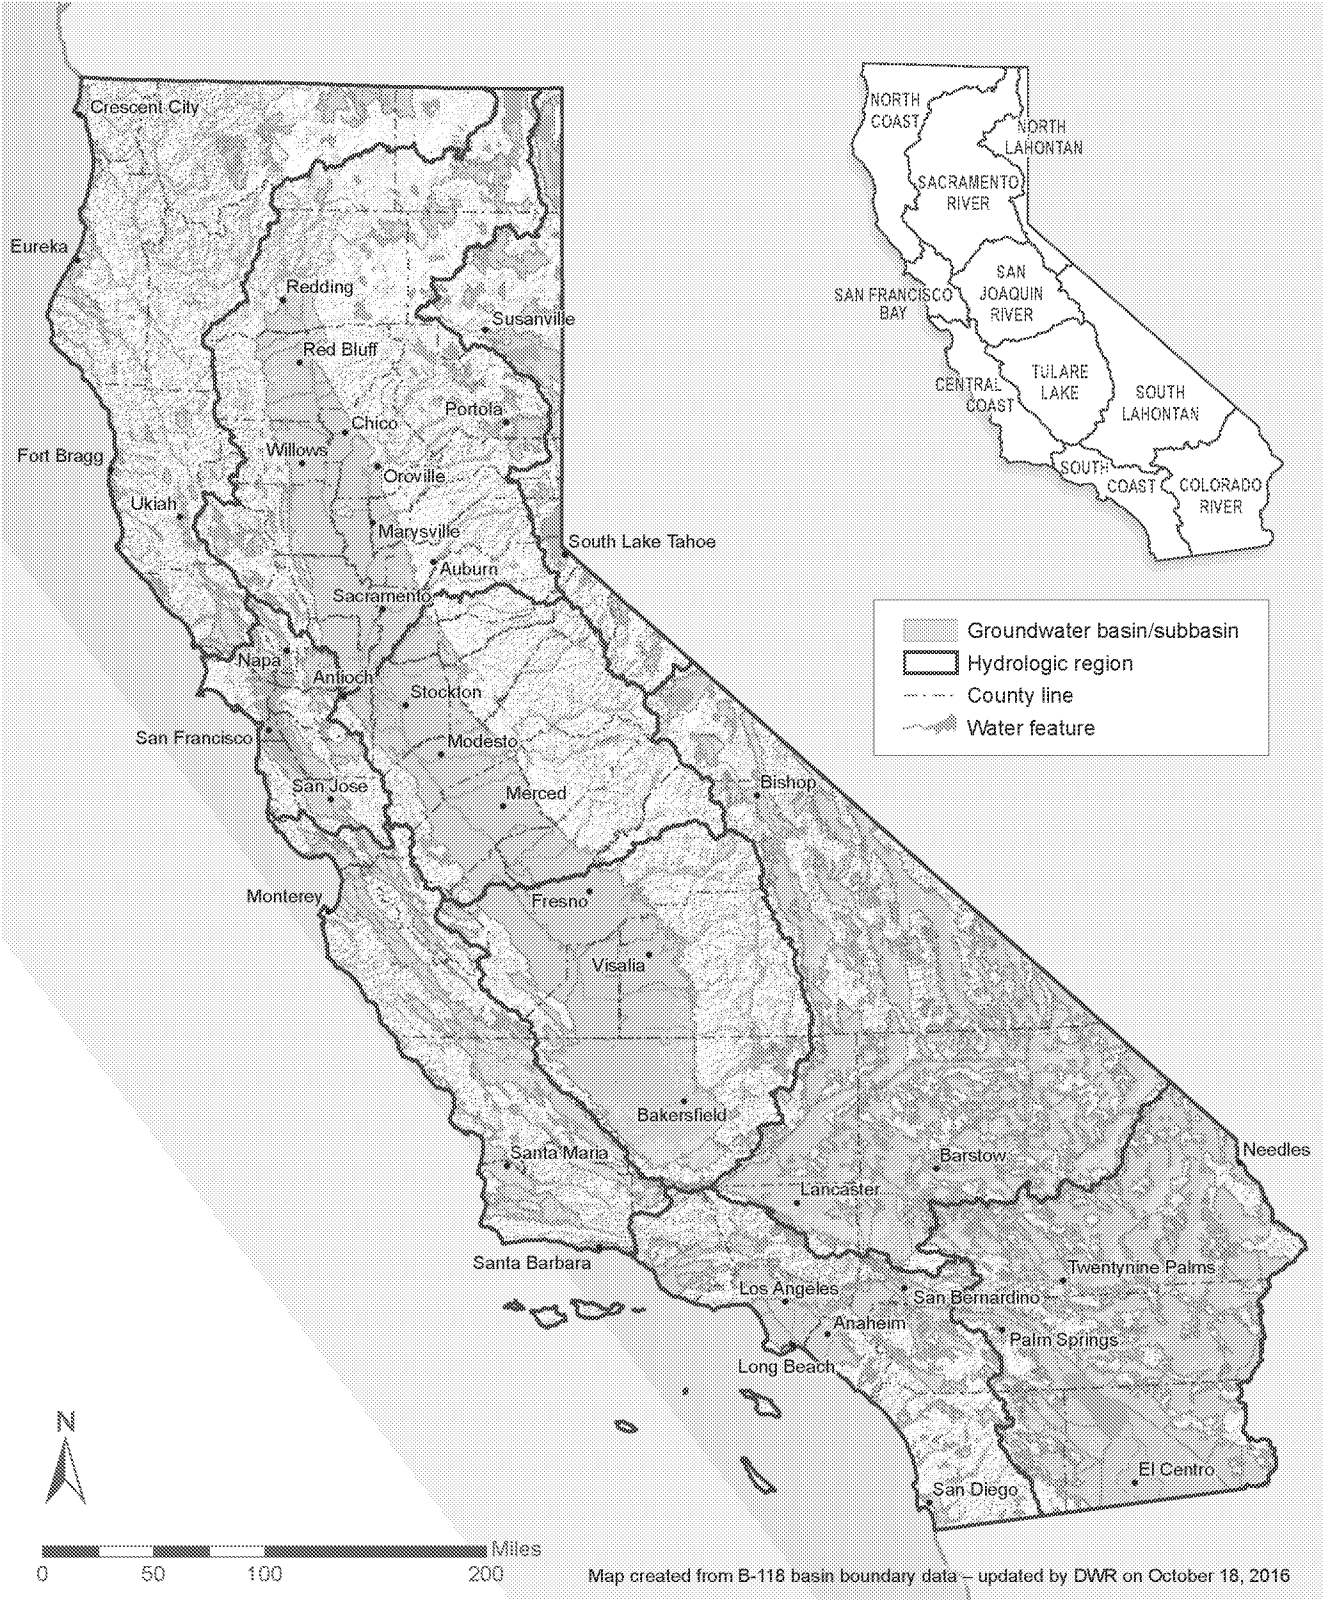 Crescent City
Eureka
Redding
Susanville
Red Bluff
Portola
Chico
Willows
Oroville
Fort Bragg
Ukiah
Marysville
South Lake Tahoe
Auburn
Sacramento
Napa
Antioch
Stockton
San Francisco
Modesto
San Jose
Merced
Bishop
Monterey
Fresno
Visalia
Bakersfield
Santa Maria
Barstow
Needles
Lancaster
Santa Barbara
Twentynine Palms
Los Angeles
San Bernardino
Anaheim
Palm Springs
Long Beach
El Centro
San Diego
NORTH
COAST
NORTH
LAHONTAN
SACRAMENTO
RIVER
SAN
JOAQUIN
RIVER
SAN FRANCISCO
BAY
TULARE
LAKE
CENTRAL
COAST
SOUTH
LAHONTAN
SOUTH
COAST
COLORADO
RIVER
Groundwater basin/subbasin
Hydrologic region
County line
Water feature
N
Miles
0 50 100 200
Map created from B-118 basin boundary data – updated by DWR on October 18, 2016